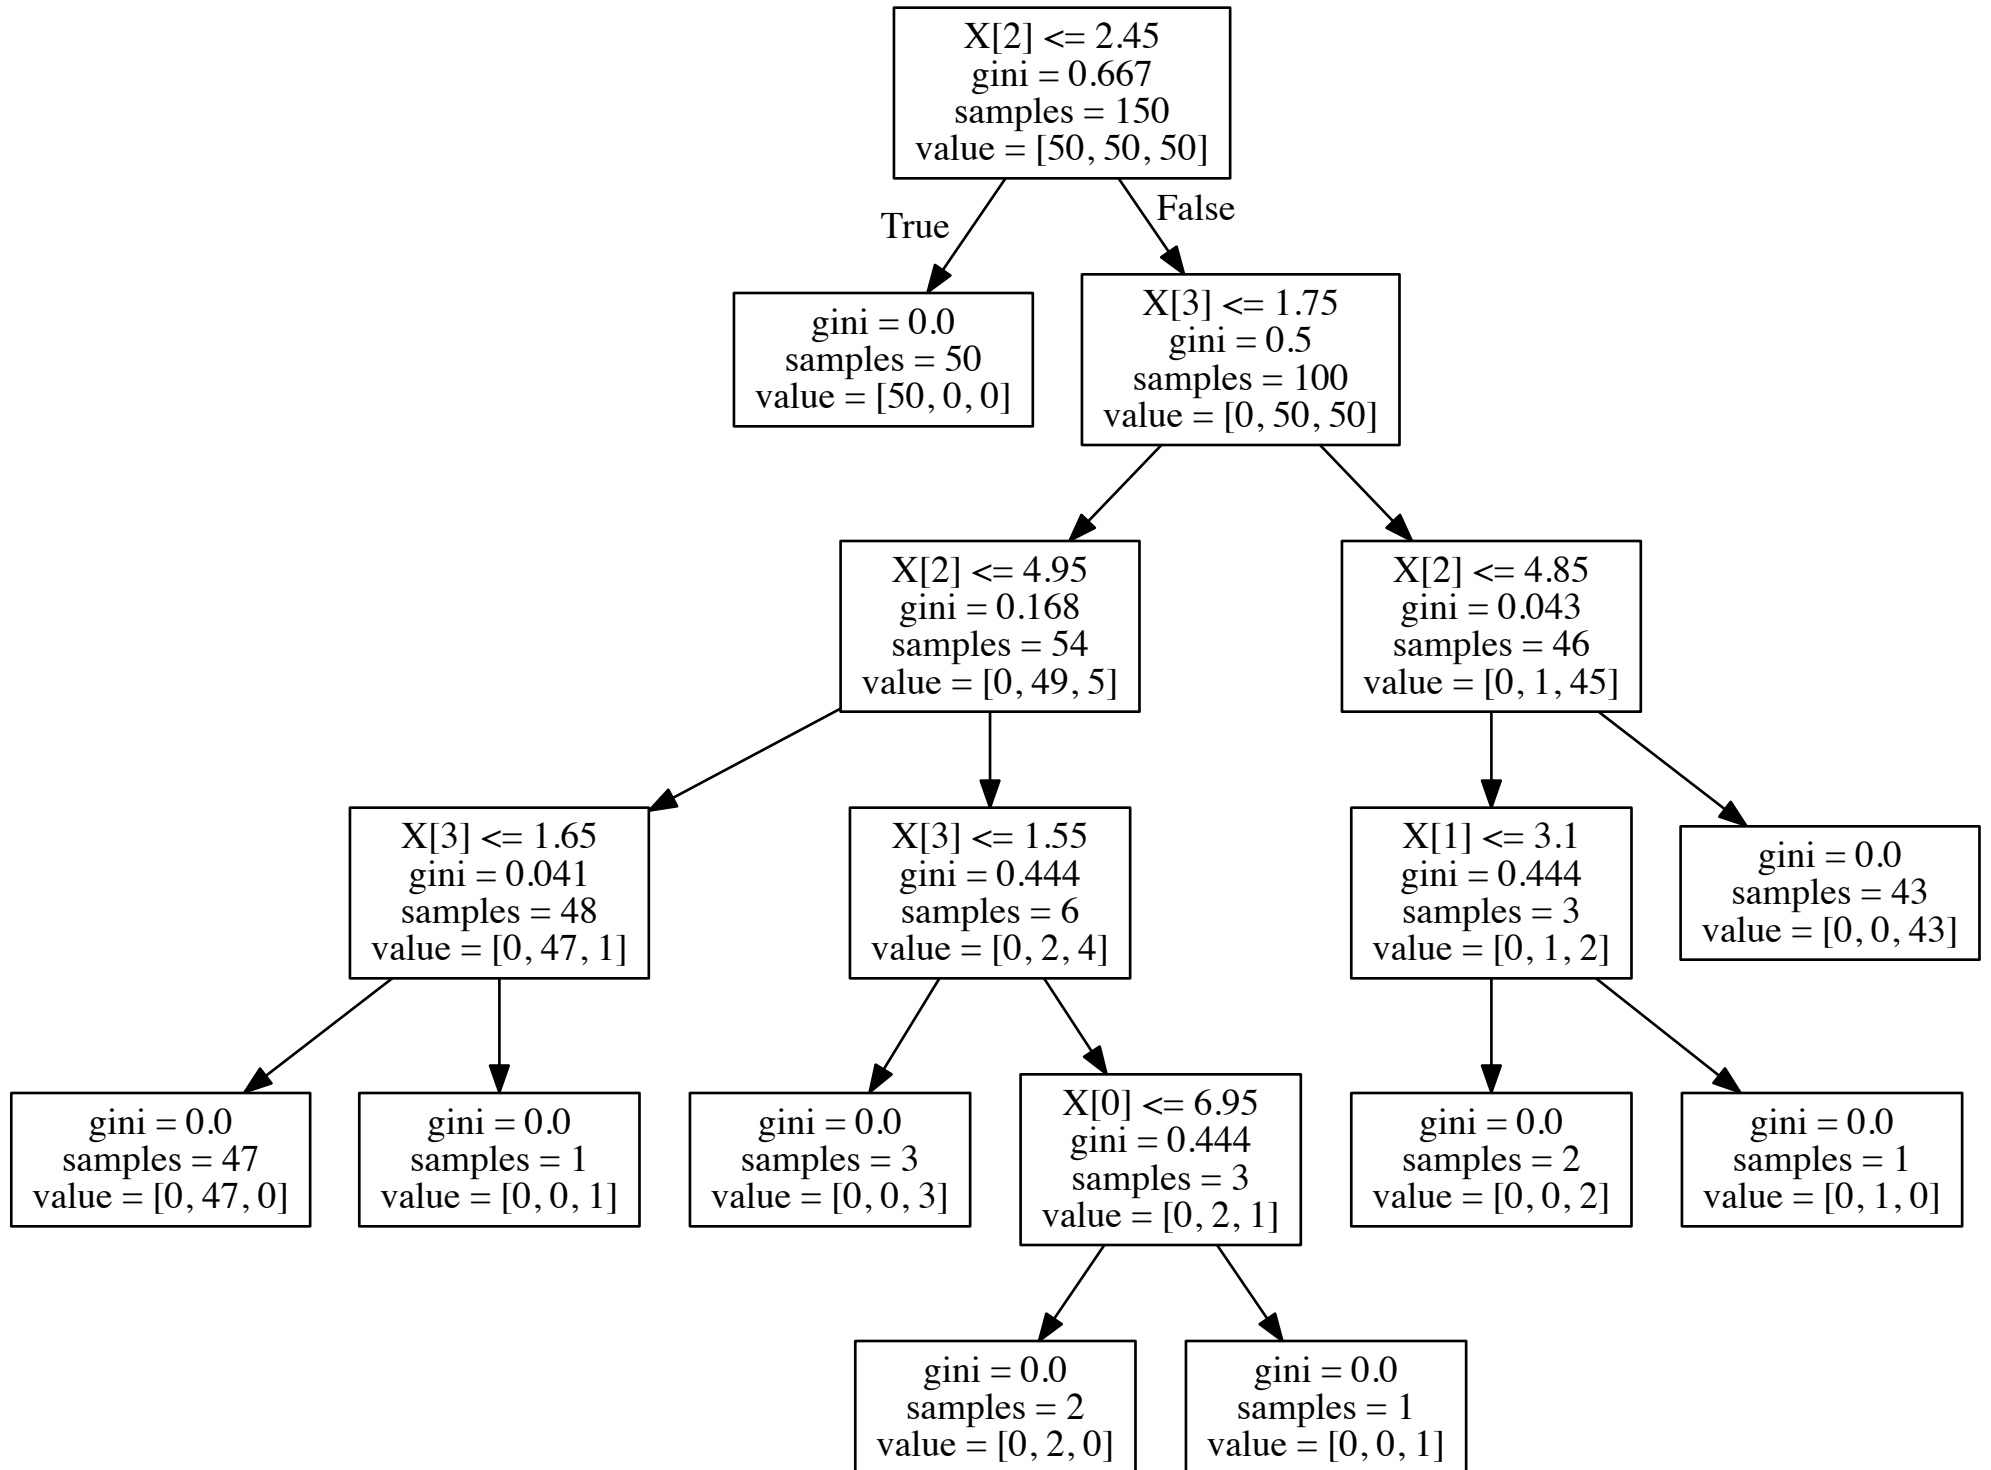 X[2] <= 2.45
gini = 0.667
samples = 150
value = [50, 50, 50]
True
False
gini = 0.0
samples = 50
value = [50, 0, 0]
X[3] <= 1.75
gini = 0.5
samples = 100
value = [0, 50, 50]
X[2] <= 4.95
gini = 0.168
samples = 54
value = [0, 49, 5]
X[2] <= 4.85
gini = 0.043
samples = 46
value = [0, 1, 45]
X[3] <= 1.65
gini = 0.041
samples = 48
value = [0, 47, 1]
X[3] <= 1.55
gini = 0.444
samples = 6
value = [0, 2, 4]
X[1] <= 3.1
gini = 0.444
samples = 3
value = [0, 1, 2]
gini = 0.0
samples = 43
value = [0, 0, 43]
gini = 0.0
samples = 47
value = [0, 47, 0]
gini = 0.0
samples = 1
value = [0, 0, 1]
gini = 0.0
samples = 3
value = [0, 0, 3]
X[0] <= 6.95
gini = 0.444
samples = 3
value = [0, 2, 1]
gini = 0.0
samples = 2
value = [0, 0, 2]
gini = 0.0
samples = 1
value = [0, 1, 0]
gini = 0.0
samples = 2
value = [0, 2, 0]
gini = 0.0
samples = 1
value = [0, 0, 1]